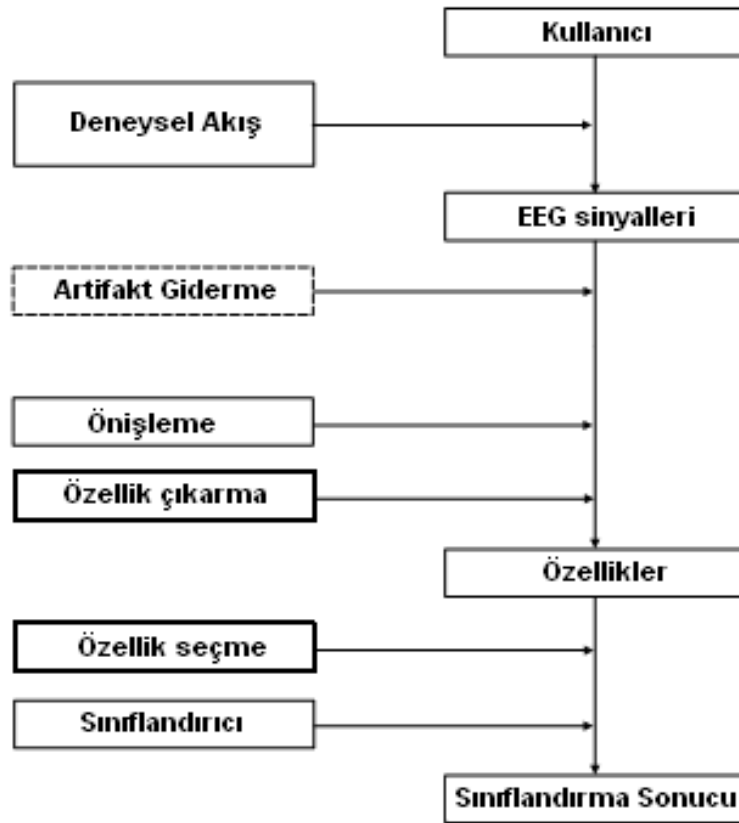 Kullanıcı
Deneysel Akış
EEG sinyalleri
Artifakt Giderme
Önişleme
Özellik çıkarma
Özellikler
Özellik seçme
Sınıflandırıcı
Sınıflandırma Sonucu